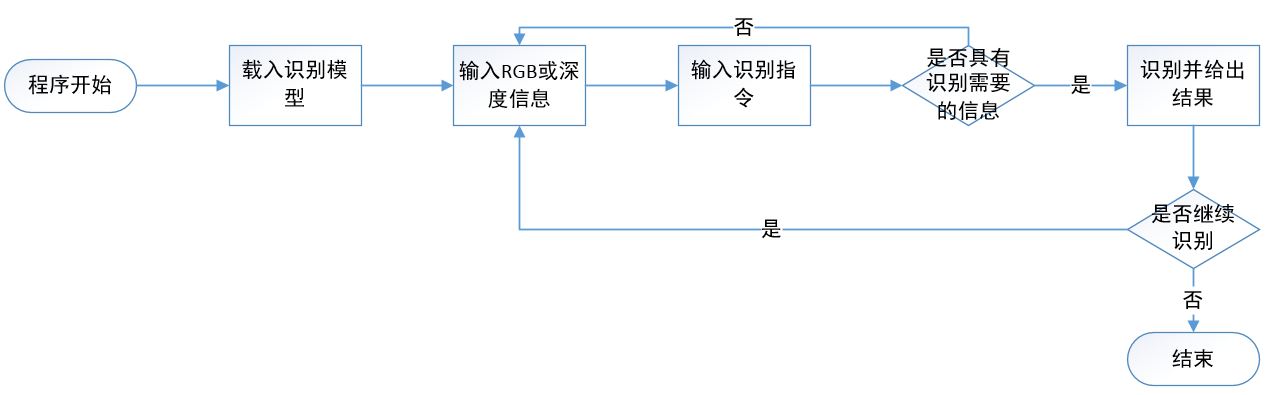 否
程序开始
载入识别模
型
输入RGB或深
度信息
输入识别指
令
是否具有
识别需要
的信息
是
识别并给出
结果
是否继续
识别
是
否
结束